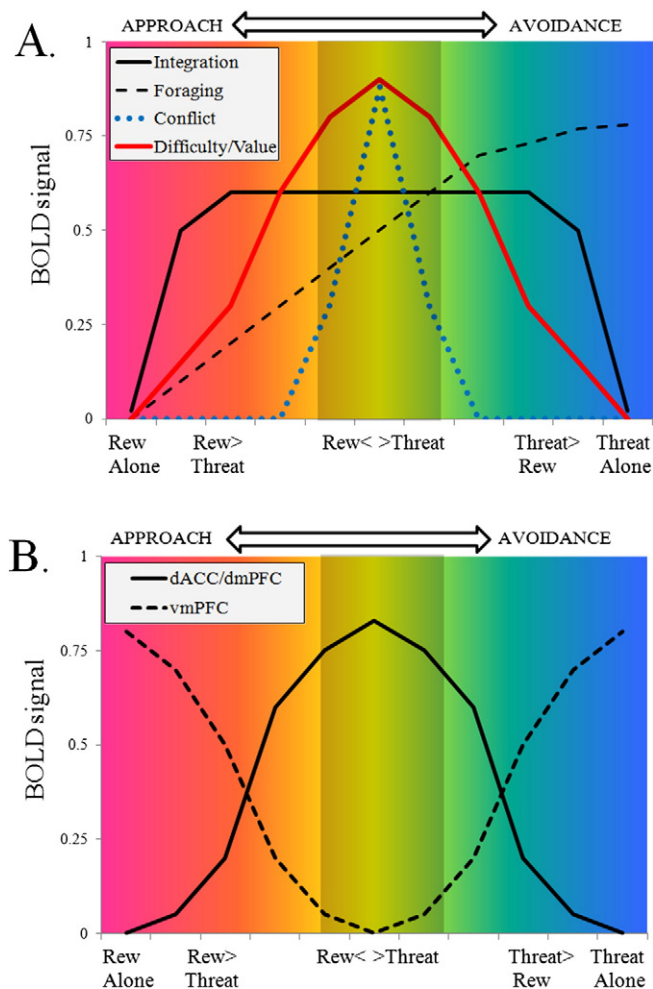 A.
APPROACH AVOIDANCE
1
Integration
Foraging
Conflict
Difficulty/Value
0.75
0.5
0.25
0
BOLD signal
Rew Alone
Rew> Threat
Rew< >Threat
Threat> Rew
Threat Alone
B.
APPROACH AVOIDANCE
1
dACC/dmPFC
vmPFC
0.75
0.5
0.25
0
BOLD signal
Rew Alone
Rew> Threat
Rew< >Threat
Threat> Rew
Threat Alone